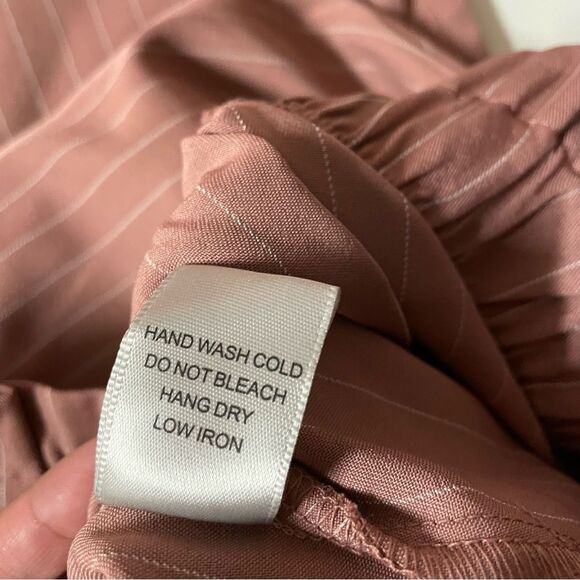 HAND WASH COLD
DO NOT BLEACH
HANG DRY
LOW IRON